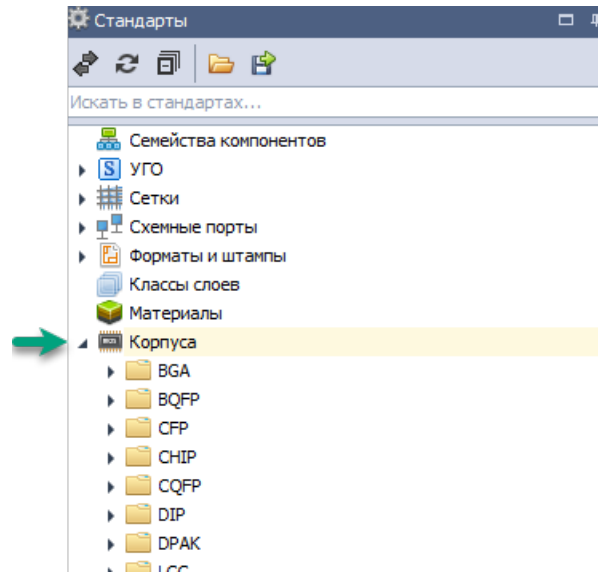 Стандарты
Искать в стандартах...
Семейства компонентов
S УГО
Сетки
Схемные порты
Форматы и штампы
Классы слоев
Материалы
Корпуса
BGA
BQFP
CFP
CHIP
CQFP
DIP
DPAK
LCC